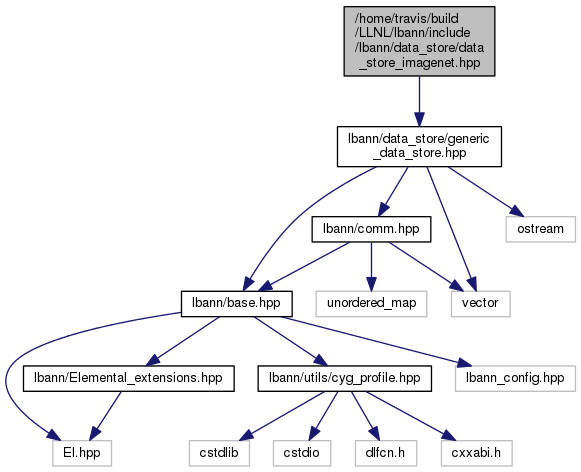 /home/travis/build
/LLNL/lbann/include
/lbann/data_store/data
_store_imagenet.hpp
lbann/data_store/generic
_data_store.hpp
lbann/comm.hpp
ostream
lbann/base.hpp
unordered_map
vector
lbann/Elemental_extensions.hpp
lbann/utils/cyg_profile.hpp
lbann_config.hpp
El.hpp
cstdlib
cstdio
dlfcn.h
cxxabi.h